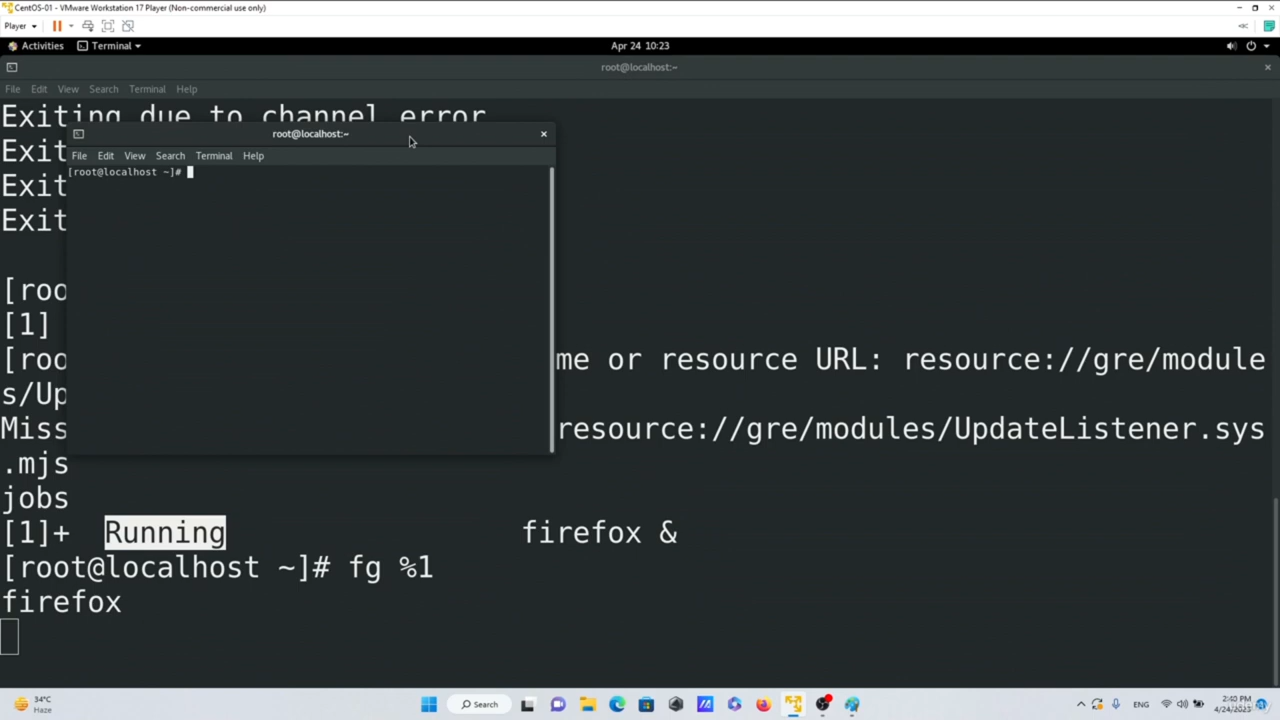 CentOS-01 - VMware Workstation 17 Player (Non-commercial use only)
Player
Activities Terminal Apr 24 10:23
root@localhost:~
File Edit View Search Terminal Help
Exiting due to channel error
Exit
Exit
Exit
root@localhost:~
File Edit View Search Terminal Help
[root@localhost ~]#
[roo
[1]
[roo me or resource URL: resource://gre/module
s/Up
Miss resource://gre/modules/UpdateListener.sys
.mjs
jobs
[1]+ Running firefox &
[root@localhost ~]# fg %1
firefox
34°C
Haze
Search
ENG
2:40 PM
4/24/2023